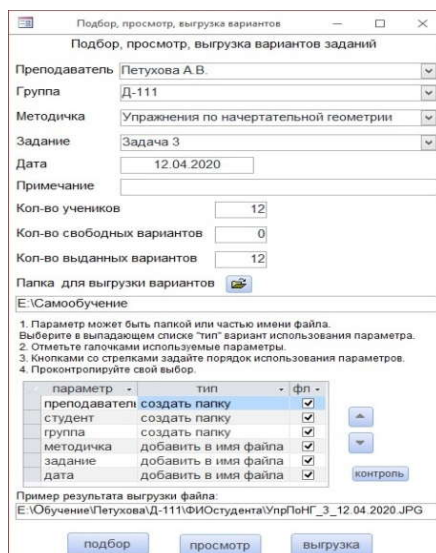 Подбор, просмотр, выгрузка вариантов
Подбор, просмотр, выгрузка вариантов заданий
Преподаватель Петухова А.В.
Группа Д-111
Методичка Упражнения по начертательной геометрии
Задание Задача 3
Дата 12.04.2020
Примечание
Кол-во учеников 12
Кол-во свободных вариантов 0
Кол-во выданных вариантов 12
Папка для выгрузки вариантов
E:\Самообучение
1. Параметр может быть папкой или частью имени файла.
Выберите в выпадающем списке "тип" вариант использования параметра.
2. Отметьте галочками используемые параметры.
3. Кнопками со стрелками задайте порядок использования параметров.
4. Проконтролируйте свой выбор.
параметр тип фл
преподаватель создать папку
студент создать папку
группа создать папку
методичка добавить в имя файла
задание добавить в имя файла
дата добавить в имя файла
контроль
Пример результата выгрузки файла:
E:\Обучение\Петухова\Д-111\ФИОстудента\УпрПоНГ_3_12.04.2020.JPG
подбор просмотр выгрузка